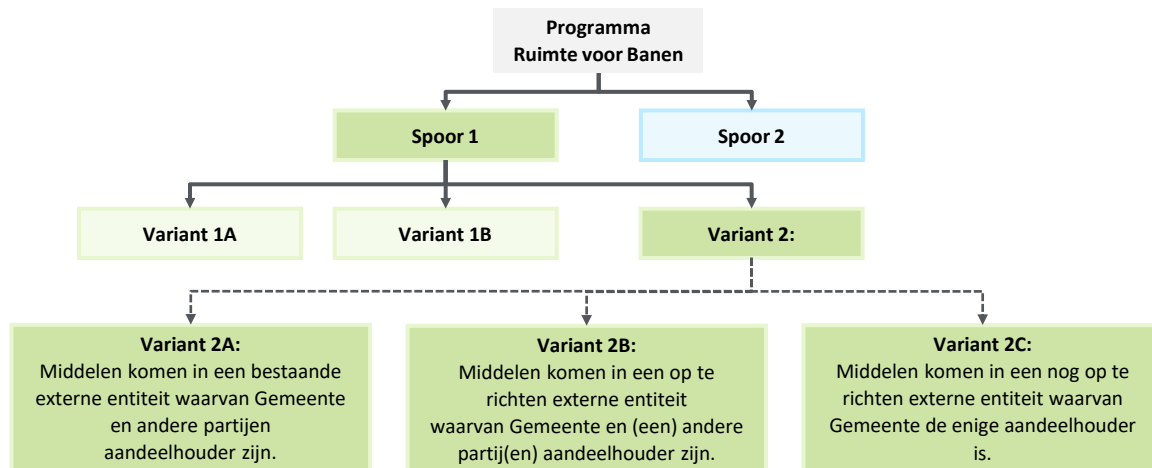 Programma
Ruimte voor Banen
Spoor 1
Spoor 2
Variant 1A
Variant 1B
Variant 2:
Variant 2A:
Middelen komen in een bestaande
externe entiteit waarvan Gemeente
en andere partijen
aandeelhouder zijn.
Variant 2B:
Middelen komen in een op te
richten externe entiteit
waarvan Gemeente en (een) andere
partij(en) aandeelhouder zijn.
Variant 2C:
Middelen komen in een nog op te
richten externe entiteit waarvan
Gemeente de enige aandeelhouder
is.